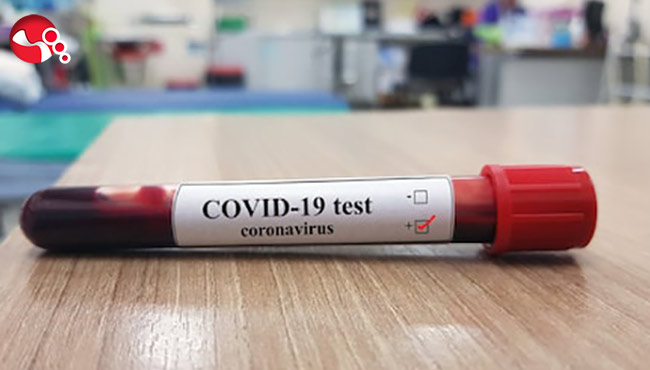 COVID-19 test
coronavirus
-
+